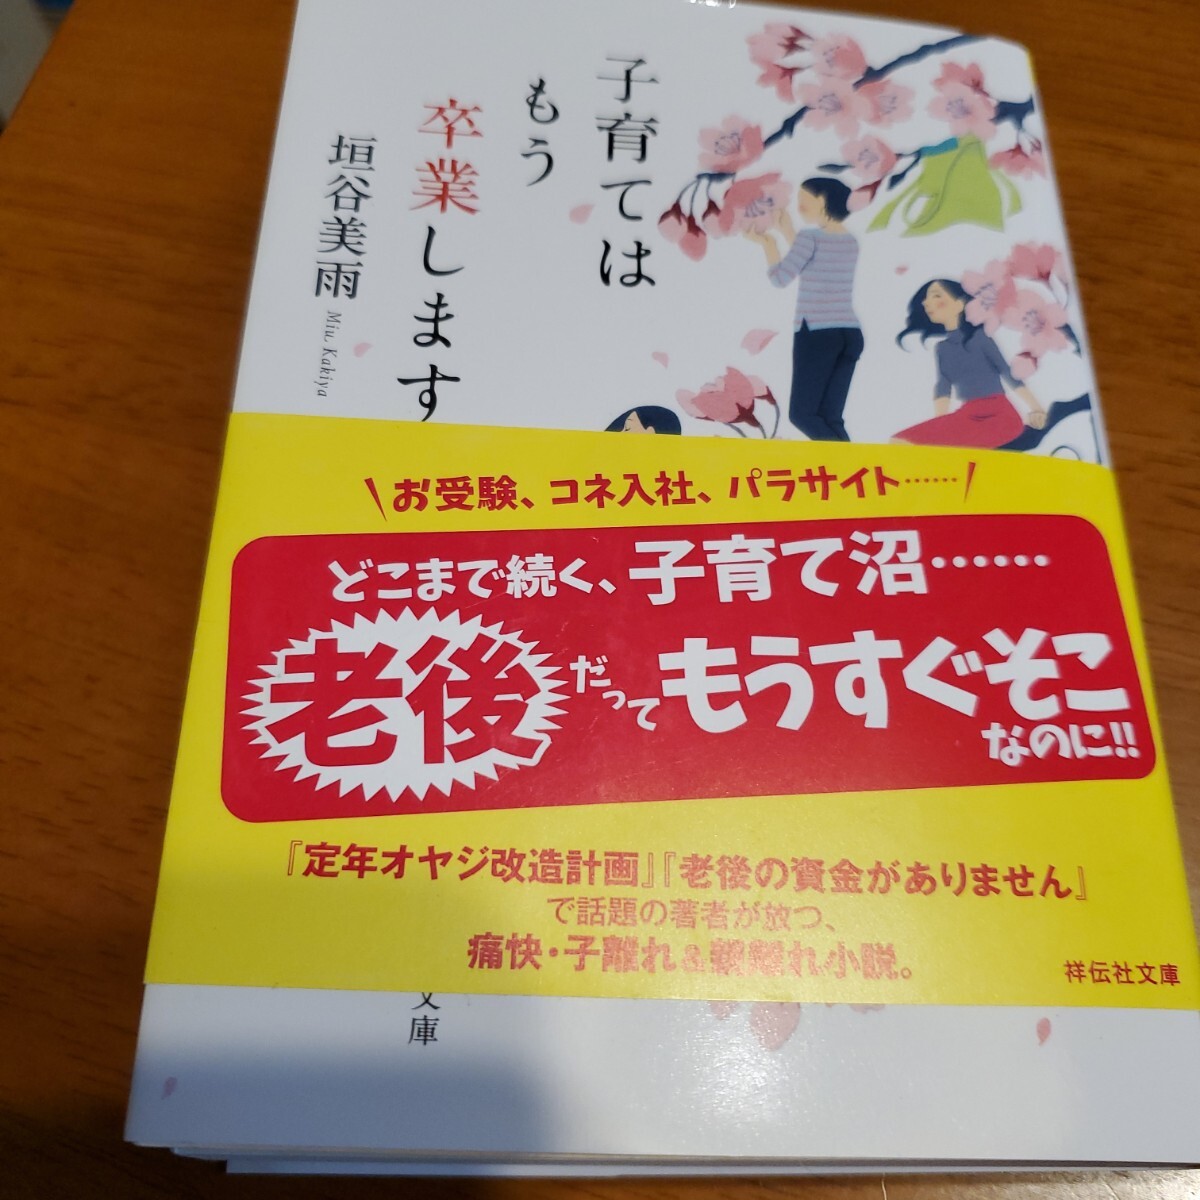 子育ては
もう
卒業します
垣谷美雨
Miu Kakiya
お受験、コネ入社、パラサイト……
どこまで続く、子育て沼……
老後だってもうすぐそこ
なのに!!
『定年オヤジ改造計画』『老後の資金がありません』
で話題の著者が放つ、
痛快・子離れ&親離れ小説。
祥伝社文庫
文庫